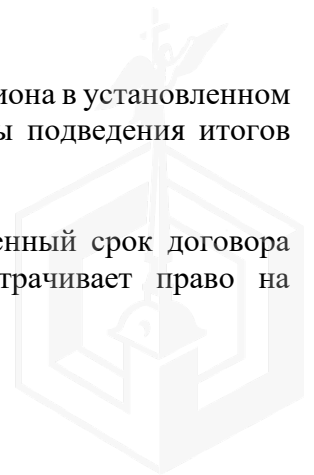 иона в установленном
ы подведения итогов
енный срок договора
трачивает право на